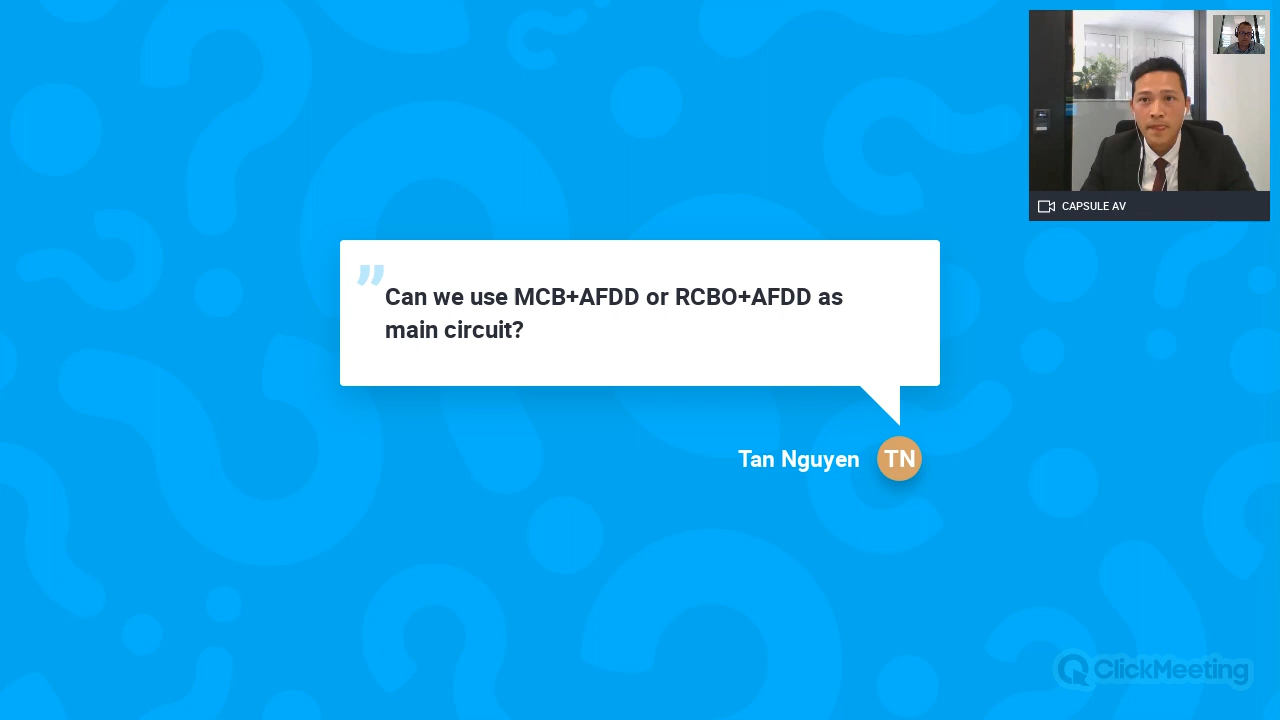 CAPSULE AV
” Can we use MCB+AFDD or RCBO+AFDD as
main circuit?
Tan Nguyen TN
ClickMeeting